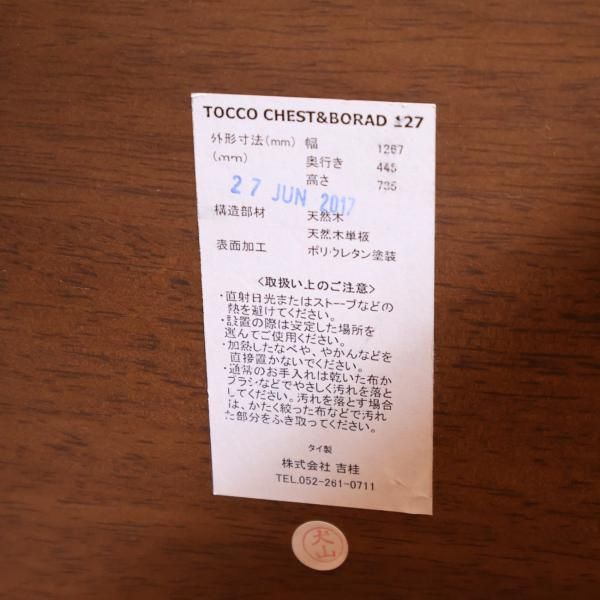 TOCCO CHEST&BORAD 127
外形寸法(mm) 幅 1267
(mm) 奥行き 445
高さ 735
27 JUN 2017
構造部材 天然木
天然木単板
表面加工 ポリウレタン塗装
<取扱い上のご注意>
・直射日光またはストーブなどの
熱を避けてください。
・設置の際は安定した場所を
選んでご使用ください。
・加熱したなべや、やかんなどを
直接置かないでください。
・通常のお手入れは乾いた布か
ブラシなどでやさしく汚れを落と
してください。汚れを落とす場合
は、かたく絞った布などで汚れ
た部分をふき取ってください。
タイ製
株式会社 吉桂
TEL.052-261-0711
犬山